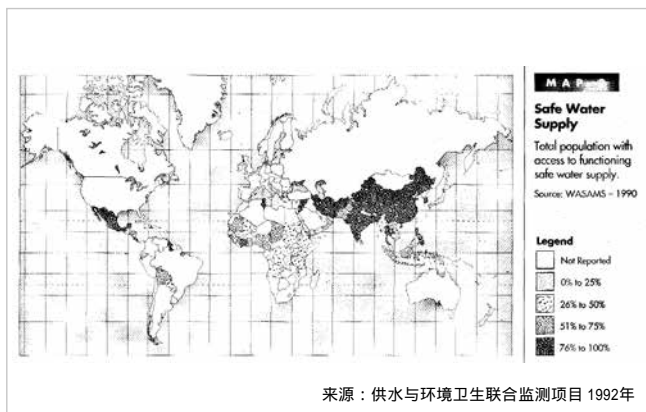 MAP
Safe Water
Supply
Total population with
access to functioning
safe water supply.
Source: WASAMS – 1990
Legend
Not Reported
0% to 25%
26% to 50%
51% to 75%
76% to 100%
来源：供水与环境卫生联合监测项目 1992年